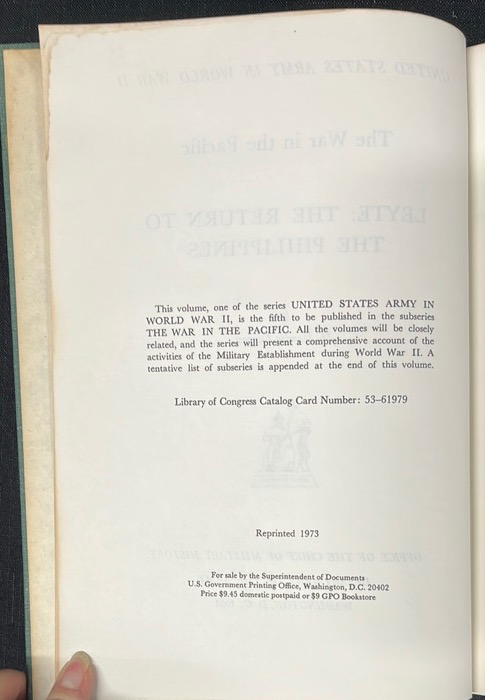 This volume, one of the series UNITED STATES ARMY IN
WORLD WAR II, is the fifth to be published in the subseries
THE WAR IN THE PACIFIC. All the volumes will be closely
related, and the series will present a comprehensive account of the
activities of the Military Establishment during World War II. A
tentative list of subseries is appended at the end of this volume.
Library of Congress Catalog Card Number: 53–61979
Reprinted 1973
For sale by the Superintendent of Documents
U.S. Government Printing Office, Washington, D.C. 20402
Price $9.45 domestic postpaid or $9 GPO Bookstore